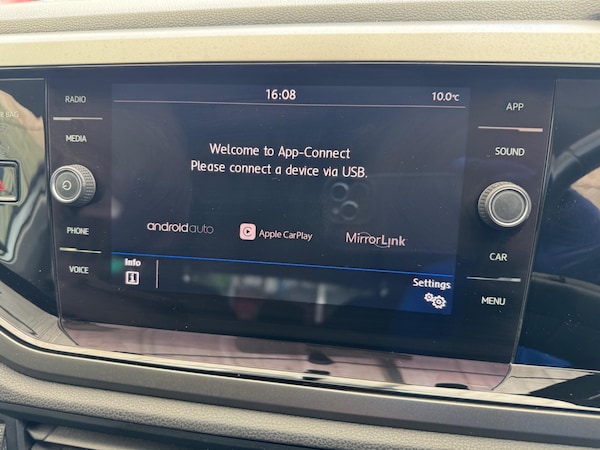 E BAG
RADIO
MEDIA
PHONE
VOICE
16:08
10.0°C
Welcome to App-Connect
Please connect a device via USB.
androidauto
Apple CarPlay
MirrorLink
Info
Settings
APP
SOUND
CAR
MENU